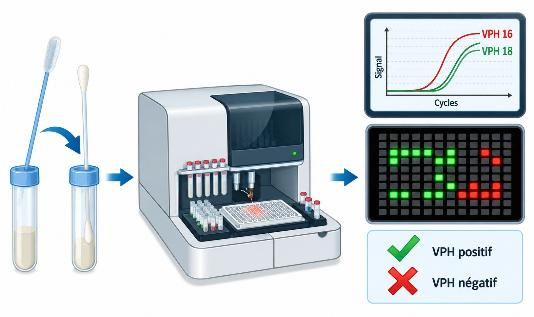 VPH 16
VPH 18
Signal
Cycles
VPH positif
VPH négatif